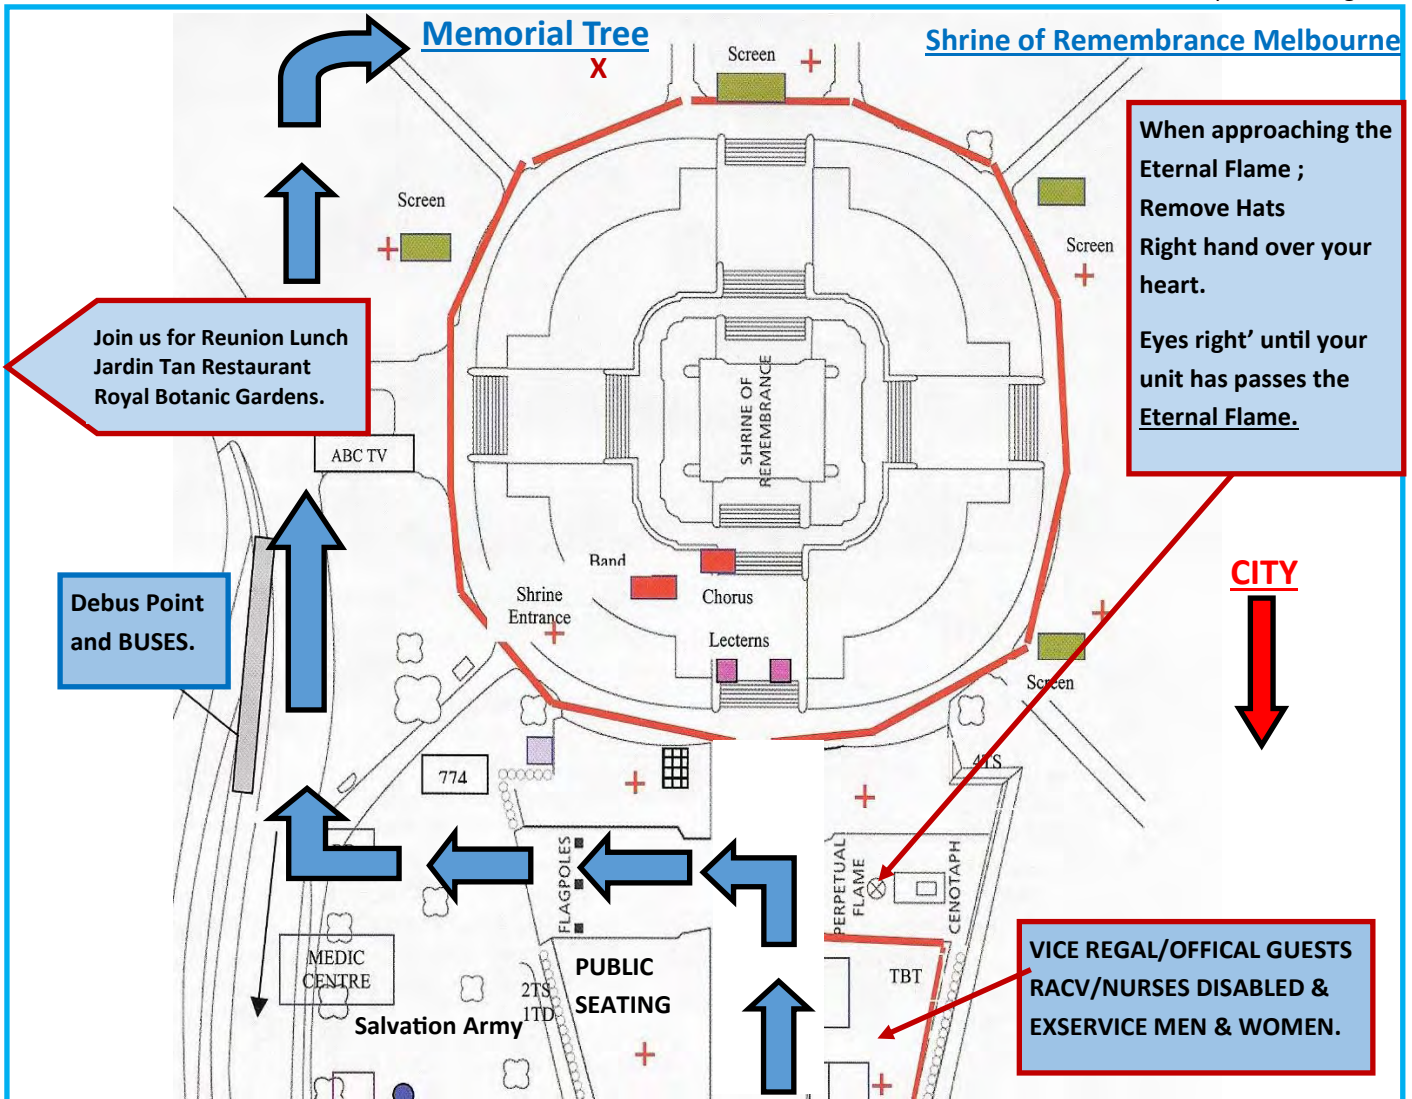 Memorial Tree
X
Shrine of Remembrance Melbourne
Screen
When approaching the
Eternal Flame ;
Remove Hats
Right hand over your
heart.
Eyes right’ until your
unit has passes the
Eternal Flame.
Screen
Screen
Join us for Reunion Lunch
Jardin Tan Restaurant
Royal Botanic Gardens.
ABC TV
SHRINE OF
REMEMBRANCE
Band
Chorus
Shrine
Entrance
Lecterns
CITY
Debus Point
and BUSES.
Screen
774
4TS
FLAGPOLES
PERPETUAL
FLAME
CENOTAPH
MEDIC
CENTRE
2TS
1TD
Salvation Army
PUBLIC
SEATING
TBT
VICE REGAL/OFFICAL GUESTS
RACV/NURSES DISABLED &
EXSERVICE MEN & WOMEN.